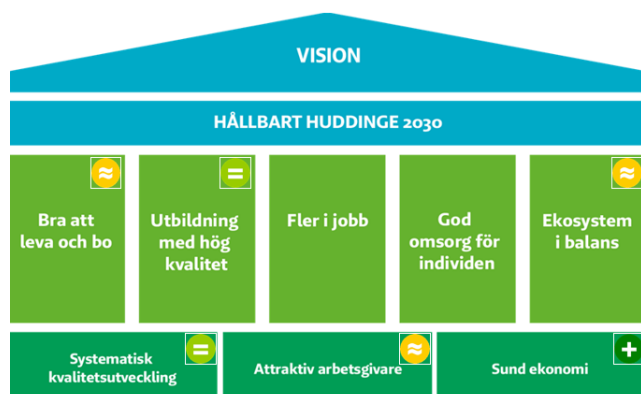 VISION
HÅLLBART HUDDINGE 2030
Bra att
leva och bo
Utbildning
med hög
kvalitet
Fler i jobb
God
omsorg för
individen
Ekosystem
i balans
Systematisk
kvalitetsutveckling
Attraktiv arbetsgivare
Sund ekonomi